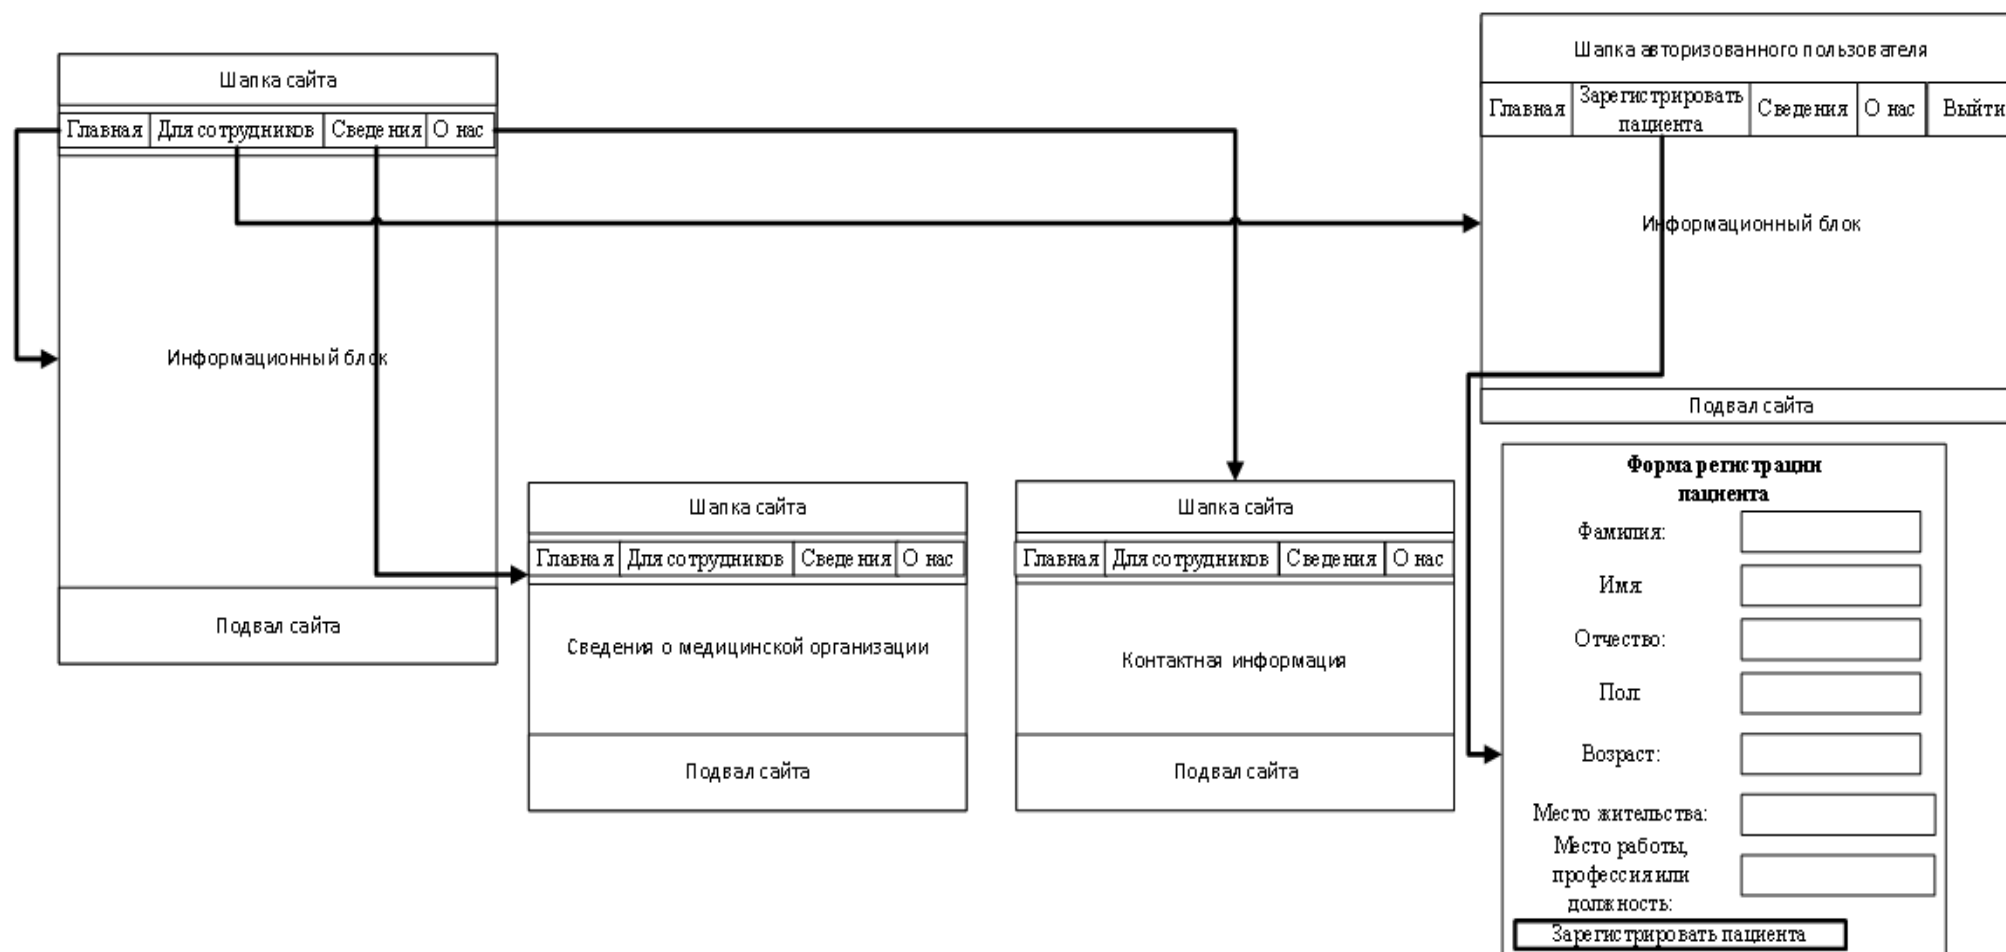 Шапка сайта
Главная Для сотрудников Сведения О нас
Информационный блок
Подвал сайта
Шапка сайта
Главная Для сотрудников Сведения О нас
Сведения о медицинской организации
Подвал сайта
Шапка сайта
Главная Для сотрудников Сведения О нас
Контактная информация
Подвал сайта
Шапка авторизованного пользователя
Главная Зарегистрировать
пациента Сведения О нас Выйти
Информационный блок
Подвал сайта
Форма регистрации
пациента
Фамилия:
Имя
Отчество:
Пол:
Возраст:
Место жительства:
Место работы,
профессия или
должность:
Зарегистрировать пациента